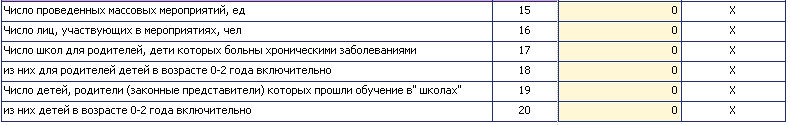 Число проведенных массовых мероприятий, ед 15 0 X
Число лиц, участвующих в мероприятиях, чел 16 0 X
Число школ для родителей, дети которых больны хроническими заболеваниями 17 0 X
из них для родителей детей в возрасте 0-2 года включительно 18 0 X
Число детей, родители (законные представители) которых прошли обучение в" школах" 19 0 X
из них детей в возрасте 0-2 года включительно 20 0 X